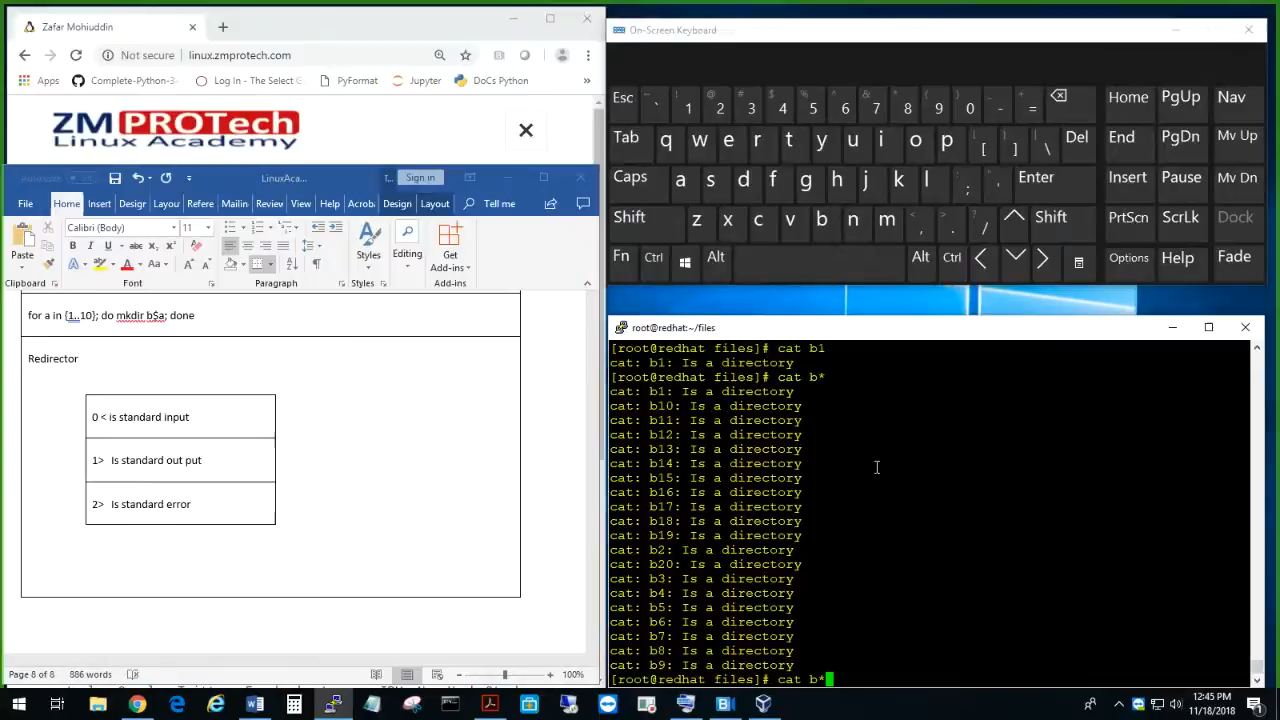 Zafar Mohiuddin
Not secure | linux.zmprotech.com
Apps Complete-Python-3- Log In - The Select G PyFormat Jupyter DoCs Python »
ZM PROTech
Linux Academy
LinuxAca... T... Sign in
File Home Insert Design Layou Refere Mailin Review View Help Acroba Design Layout Tell me
Paste
Calibri (Body) 11
B I U abc x₂ x²
Styles
Editing
Get
Add-ins
Clipboard Font Paragraph Styles Add-ins
for a in {1..10}; do mkdir b$a; done
Redirector
0 < is standard input
1> Is standard out put
2> Is standard error
Page 8 of 8 886 words 100%
On-Screen Keyboard
Esc ~ ` ! 1 @ 2 # 3 $ 4 % 5 ^ 6 & 7 * 8 ( 9 ) 0 _ - + = Home PgUp Nav
Tab q w e r t y u i o p { [ } ] | \ Del End PgDn Mv Up
Caps a s d f g h j k l : ; " ' Enter Insert Pause Mv Dn
Shift z x c v b n m < , > . ? / Shift PrtScn ScrLk Dock
Fn Ctrl Alt Alt Ctrl Options Help Fade
root@redhat:~/files
[root@redhat files]# cat b1
cat: b1: Is a directory
[root@redhat files]# cat b*
cat: b1: Is a directory
cat: b10: Is a directory
cat: b11: Is a directory
cat: b12: Is a directory
cat: b13: Is a directory
cat: b14: Is a directory
cat: b15: Is a directory
cat: b16: Is a directory
cat: b17: Is a directory
cat: b18: Is a directory
cat: b19: Is a directory
cat: b2: Is a directory
cat: b20: Is a directory
cat: b3: Is a directory
cat: b4: Is a directory
cat: b5: Is a directory
cat: b6: Is a directory
cat: b7: Is a directory
cat: b8: Is a directory
cat: b9: Is a directory
[root@redhat files]# cat b*
12:45 PM
11/18/2018